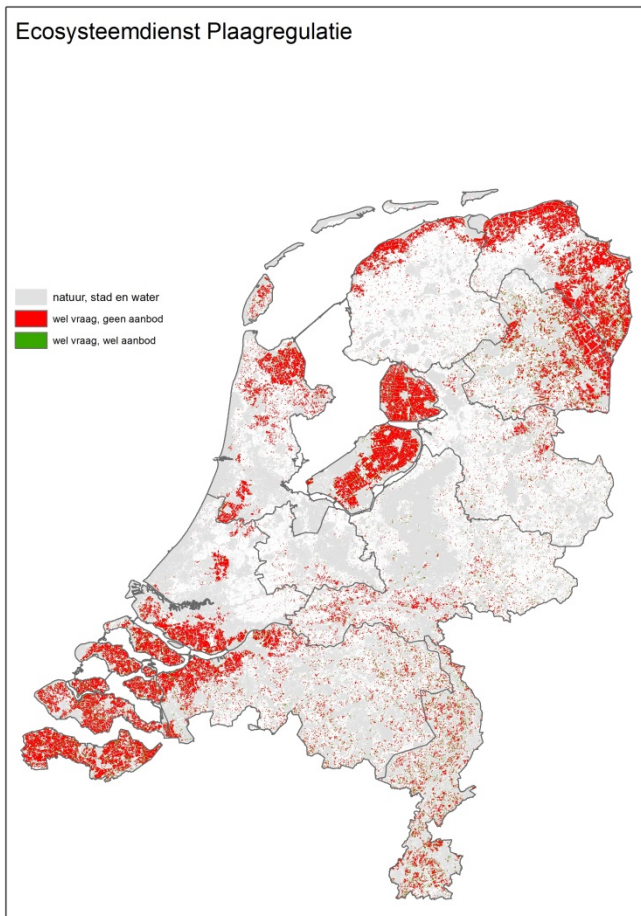 Ecosysteemdienst Plaagregulatie
natuur, stad en water
wel vraag, geen aanbod
wel vraag, wel aanbod